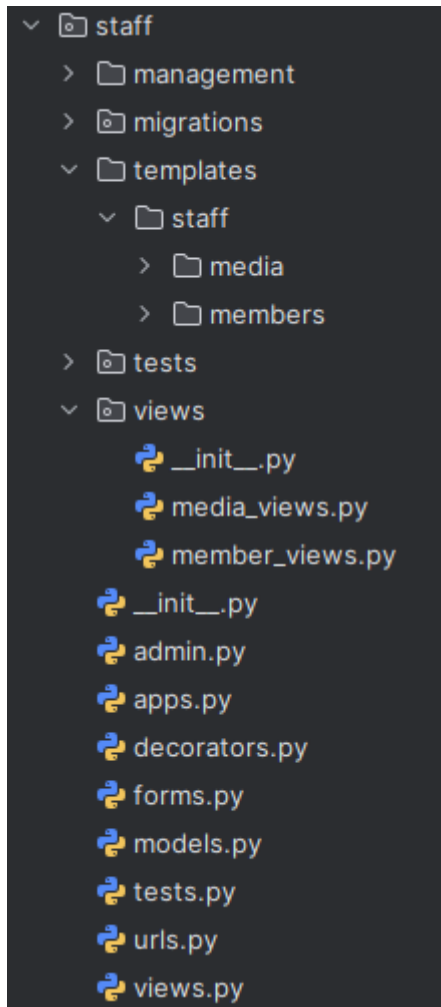 staff
management
migrations
templates
staff
media
members
tests
views
__init__.py
media_views.py
member_views.py
__init__.py
admin.py
apps.py
decorators.py
forms.py
models.py
tests.py
urls.py
views.py